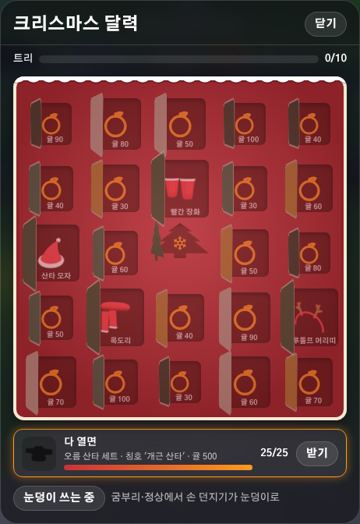 크리스마스 달력
닫기
트리
0/10
귤 90
귤 80
귤 50
귤 100
귤 40
귤 40
귤 30
빨간 장화
귤 30
귤 60
산타 모자
귤 60
귤 50
귤 80
귤 50
목도리
귤 40
귤 90
루돌프 머리띠
귤 70
귤 100
귤 30
귤 60
귤 70
다 열면
오름 산타 세트 · 칭호 '개근 산타' · 귤 500
25/25
받기
눈덩이 쓰는 중
굼부리·정상에서 손 던지기가 눈덩이로